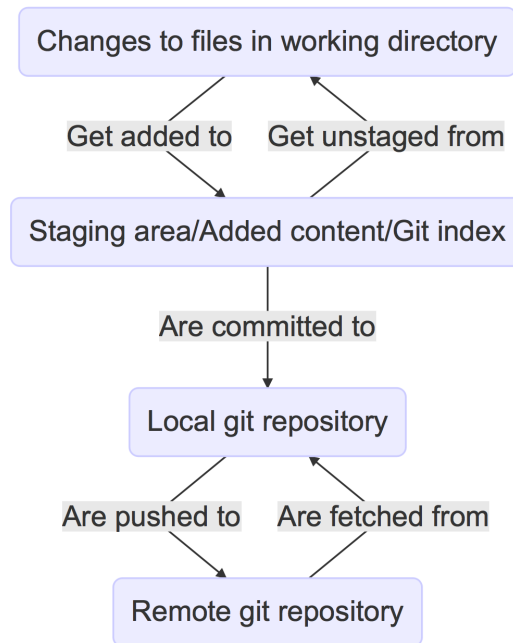 Changes to files in working directory
Get added to
Get unstaged from
Staging area/Added content/Git index
Are committed to
Local git repository
Are pushed to
Are fetched from
Remote git repository